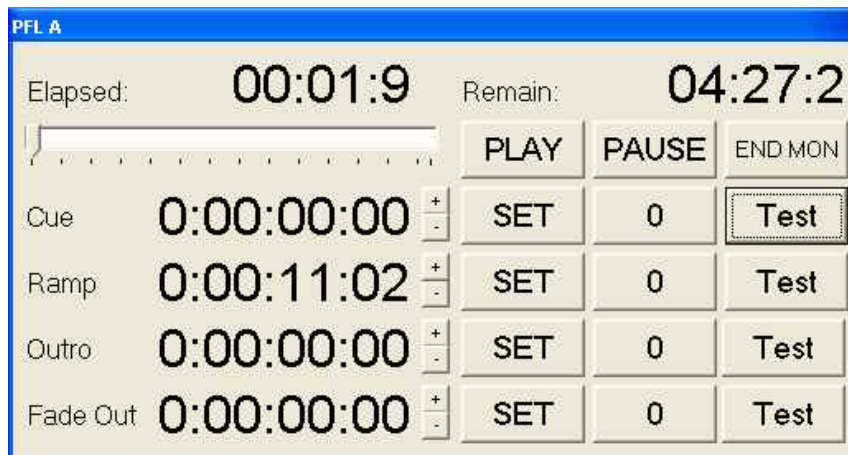 PFL A
Elapsed: 00:01:9 Remain: 04:27:2
PLAY PAUSE END MON
Cue 0:00:00:00 + - SET 0 Test
Ramp 0:00:11:02 + - SET 0 Test
Outro 0:00:00:00 + - SET 0 Test
Fade Out 0:00:00:00 + - SET 0 Test